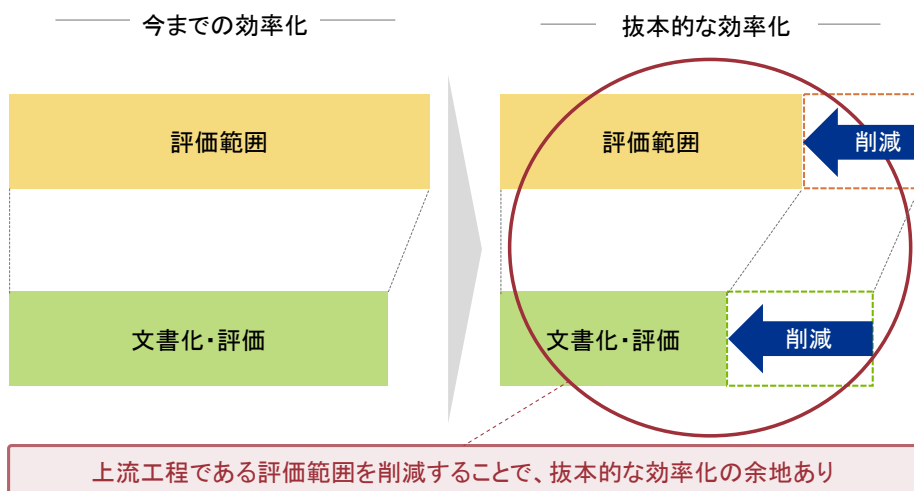 今までの効率化
抜本的な効率化
評価範囲
評価範囲
削減
文書化・評価
文書化・評価
削減
上流工程である評価範囲を削減することで、抜本的な効率化の余地あり